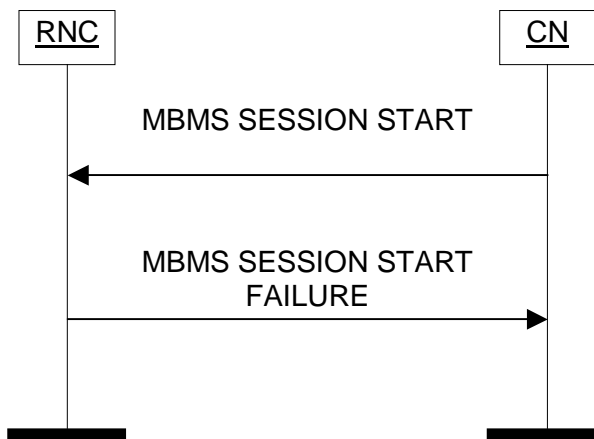 RNC
CN
MBMS SESSION START
MBMS SESSION START
FAILURE